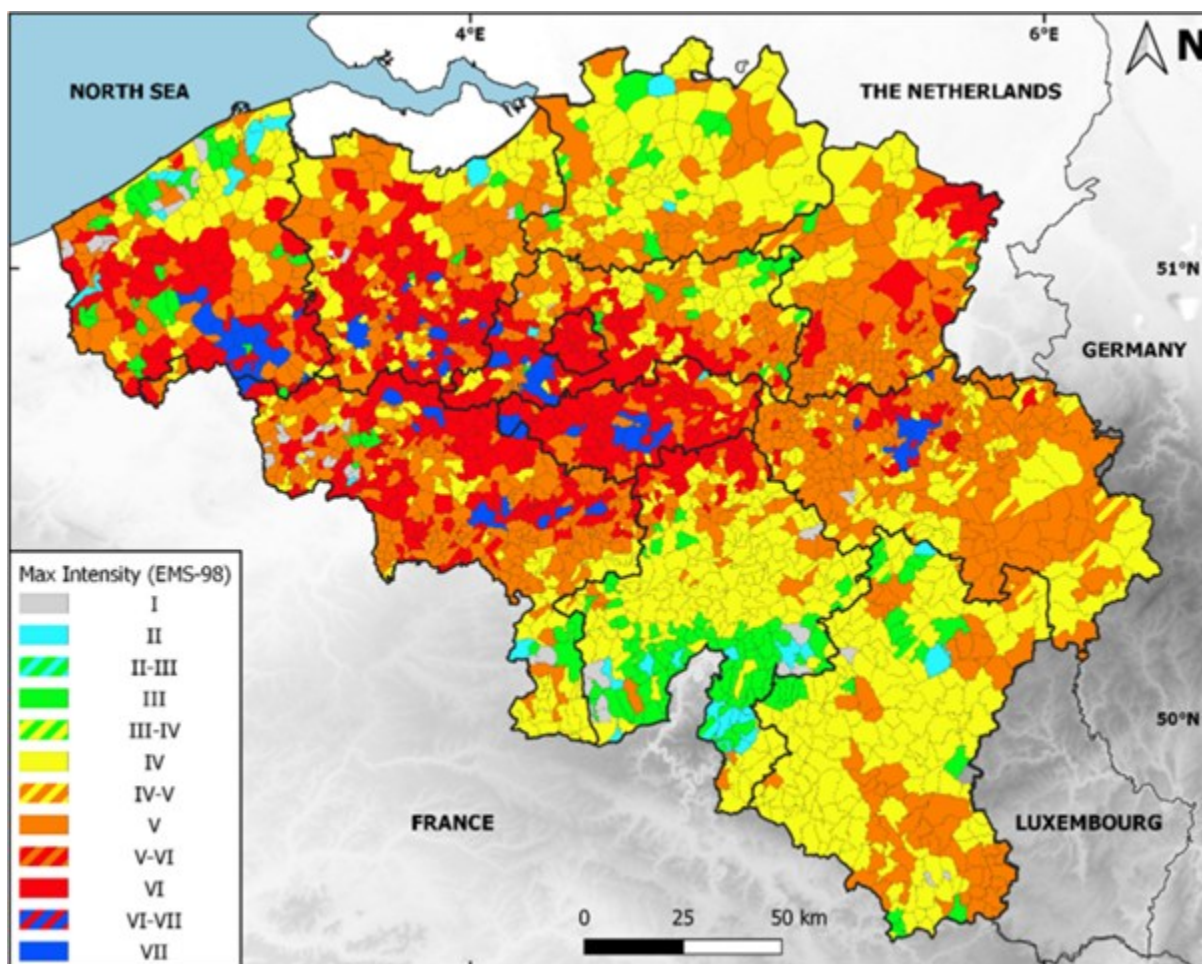 4°E
6°E
N
NORTH SEA
THE NETHERLANDS
51°N
GERMANY
Max Intensity (EMS-98)
I
II
II-III
III
III-IV
IV
IV-V
V
V-VI
VI
VI-VII
VII
50°N
FRANCE
LUXEMBOURG
0 25 50 km